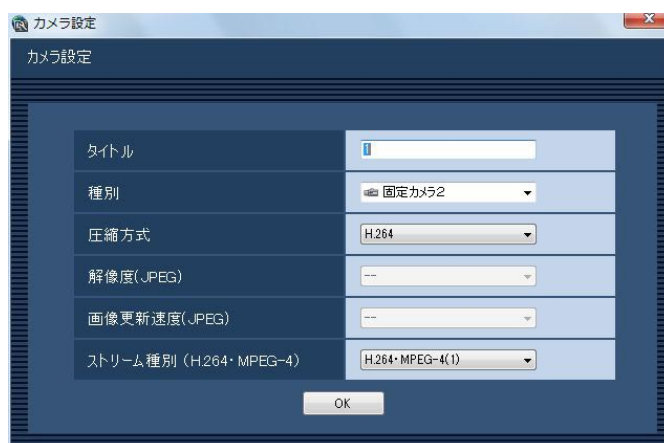 カメラ設定
カメラ設定
タイトル 1
種別 固定カメラ2
圧縮方式 H.264
解像度(JPEG) --
画像更新速度(JPEG) --
ストリーム種別 (H.264・MPEG-4) H.264・MPEG-4(1)
OK